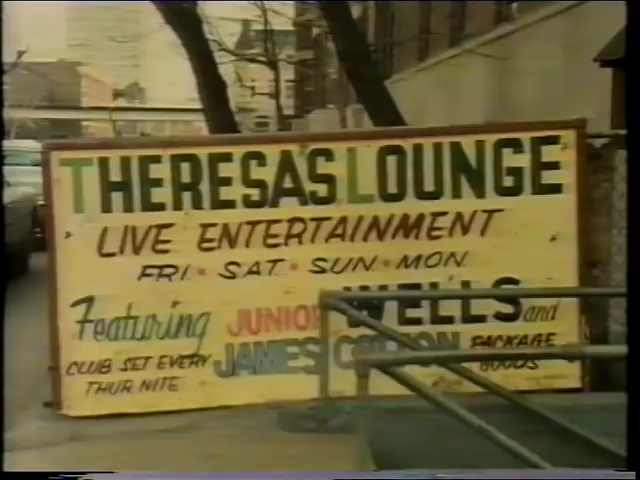 THERESA'S LOUNGE
LIVE ENTERTAINMENT
FRI • SAT • SUN • MON
Featuring JUNIOR WELLS and
CLUB SET EVERY THUR NITE
JAMES COTTON
PACKAGE GOODS